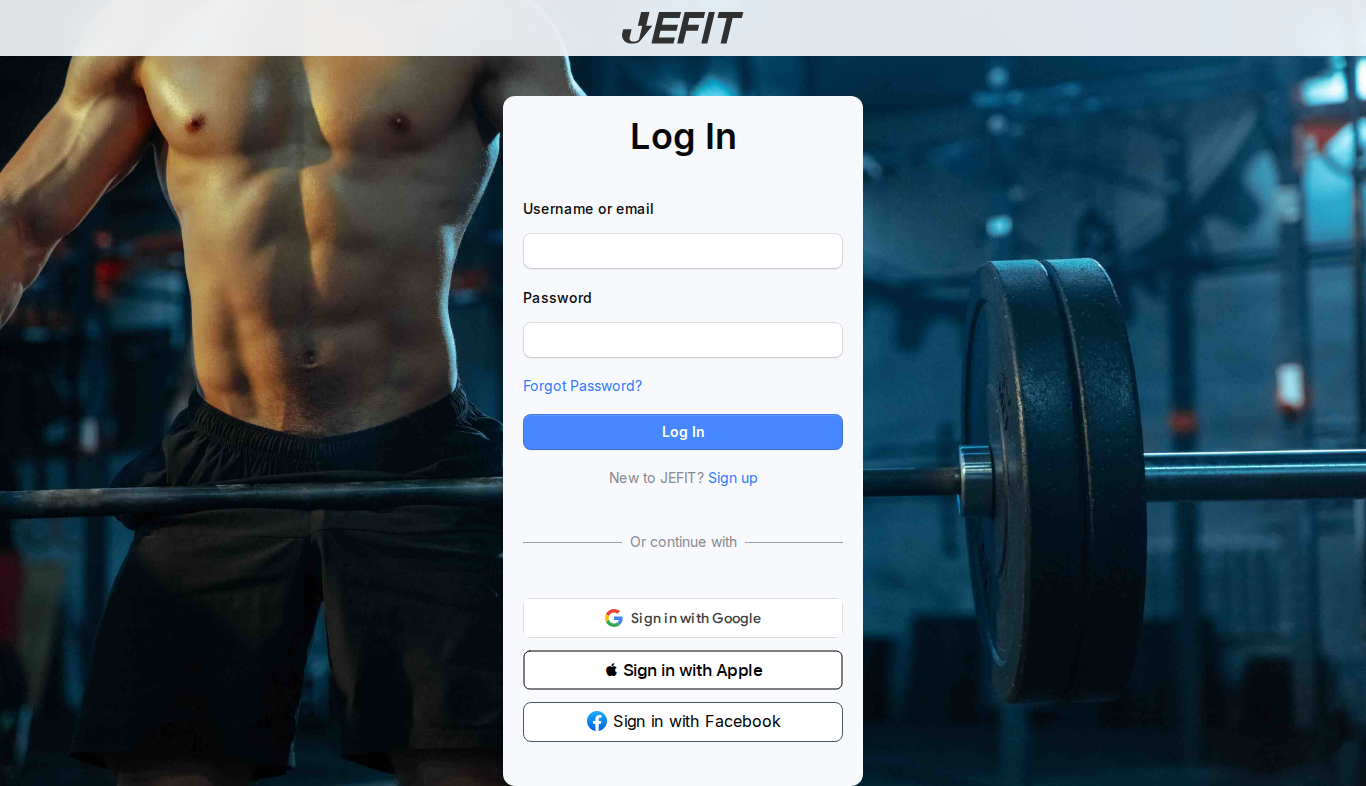 JEFIT
Log In
Username or email
Password
Forgot Password?
Log In
New to JEFIT? Sign up
Or continue with
Sign in with Google
Sign in with Apple
Sign in with Facebook